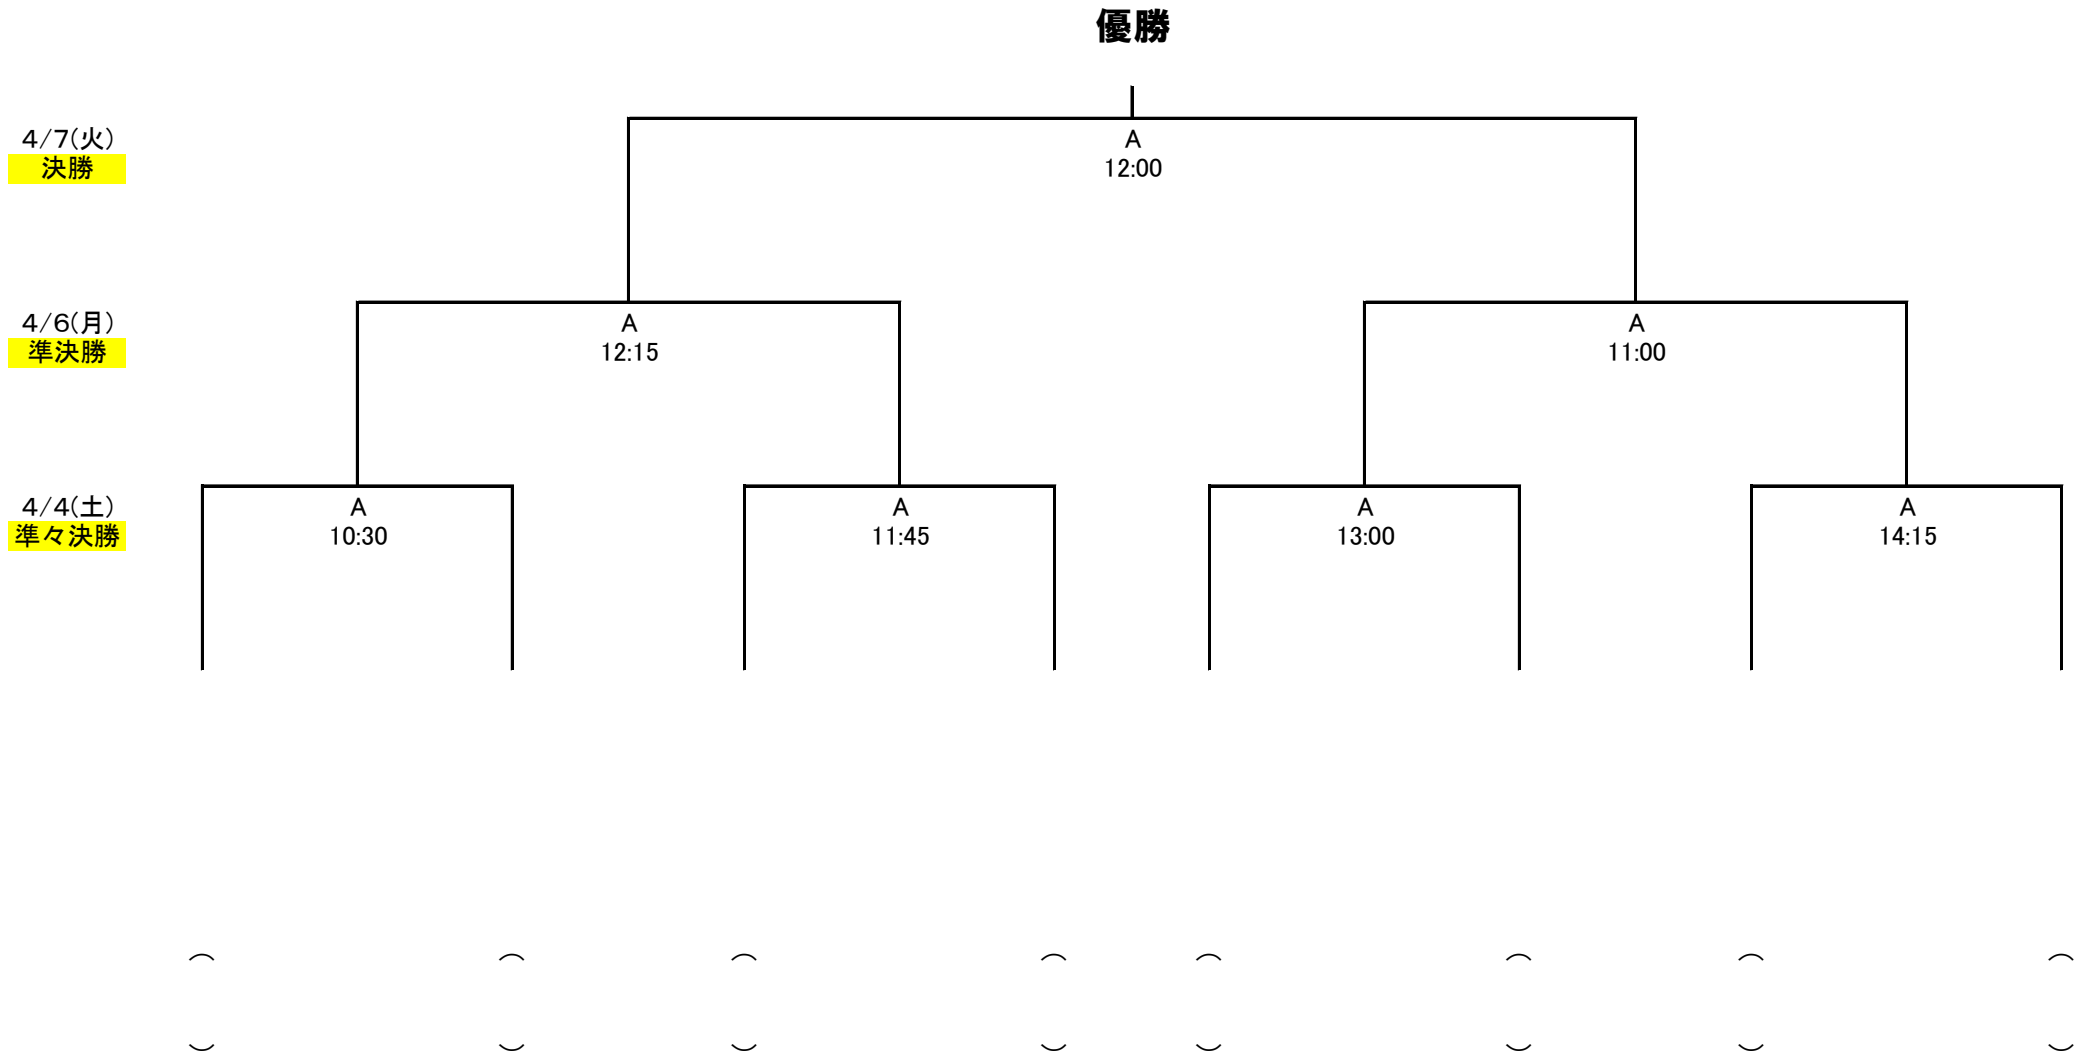 優勝
4/7(火)
決勝
A
12:00
4/6(月)
準決勝
A
12:15
A
11:00
4/4(土)
準々決勝
A
10:30
A
11:45
A
13:00
A
14:15
︵ ︵ ︵ ︵ ︵ ︵ ︵ ︵
︶ ︶ ︶ ︶ ︶ ︶ ︶ ︶